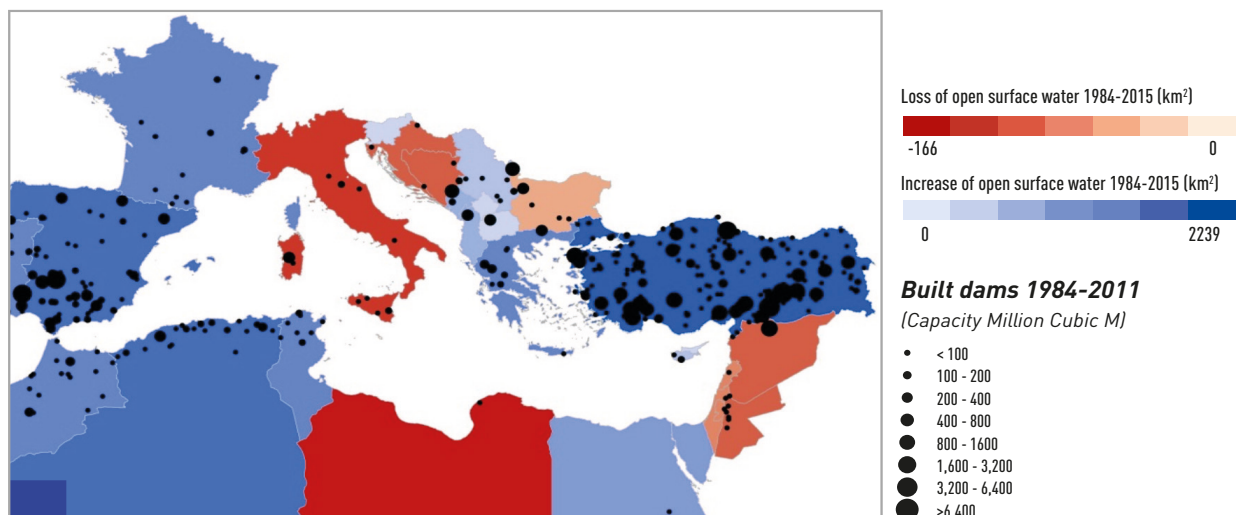 Loss of open surface water 1984-2015 (km²)
-166 0
Increase of open surface water 1984-2015 (km²)
0 2239
Built dams 1984-2011
(Capacity Million Cubic M)
< 100
100 - 200
200 - 400
400 - 800
800 - 1600
1,600 - 3,200
3,200 - 6,400
>6,400